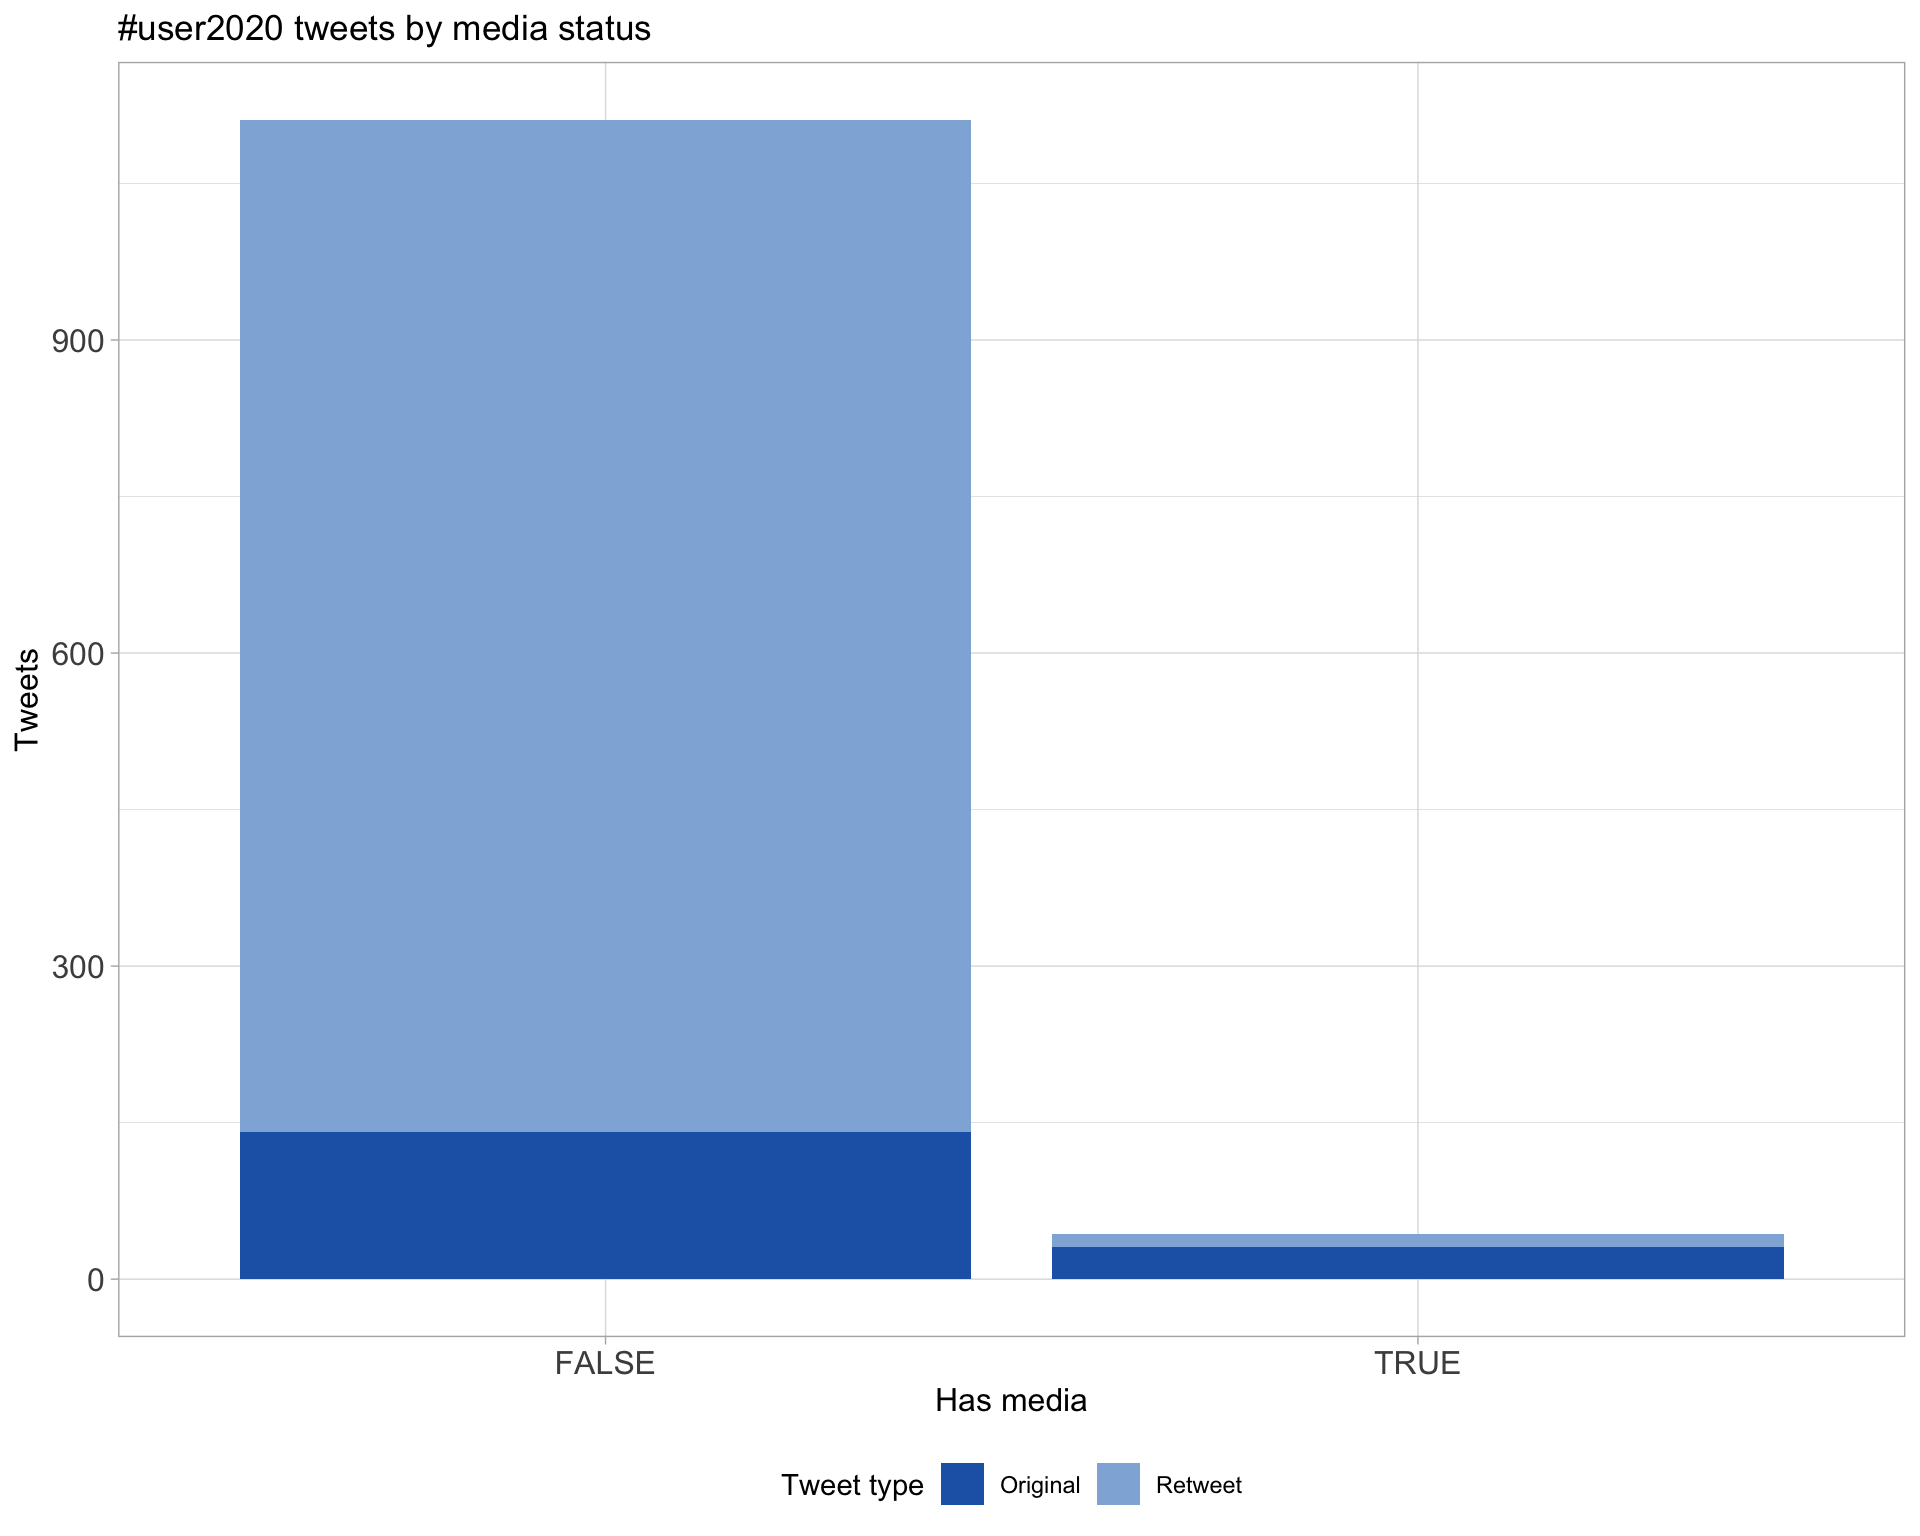 #user2020 tweets by media status
Tweets
900
600
300
0
FALSE TRUE
Has media
Tweet type Original Retweet